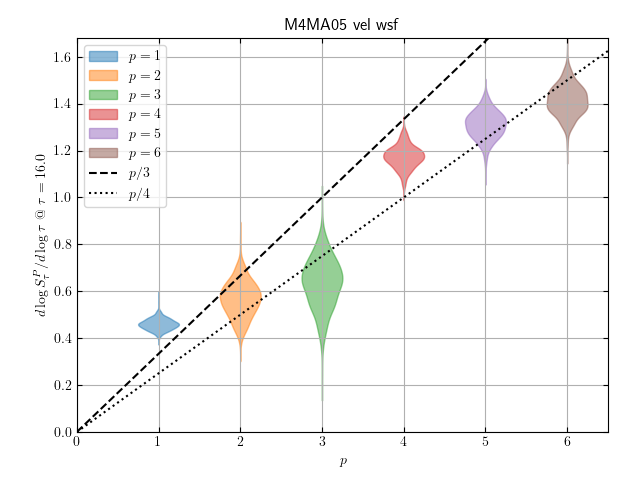 M4MA05 vel wsf
d log S_τ^P / d log τ @ τ = 16.0
1.6
1.4
1.2
1.0
0.8
0.6
0.4
0.2
0.0
p = 1
p = 2
p = 3
p = 4
p = 5
p = 6
p/3
p/4
0 1 2 3 4 5 6
p